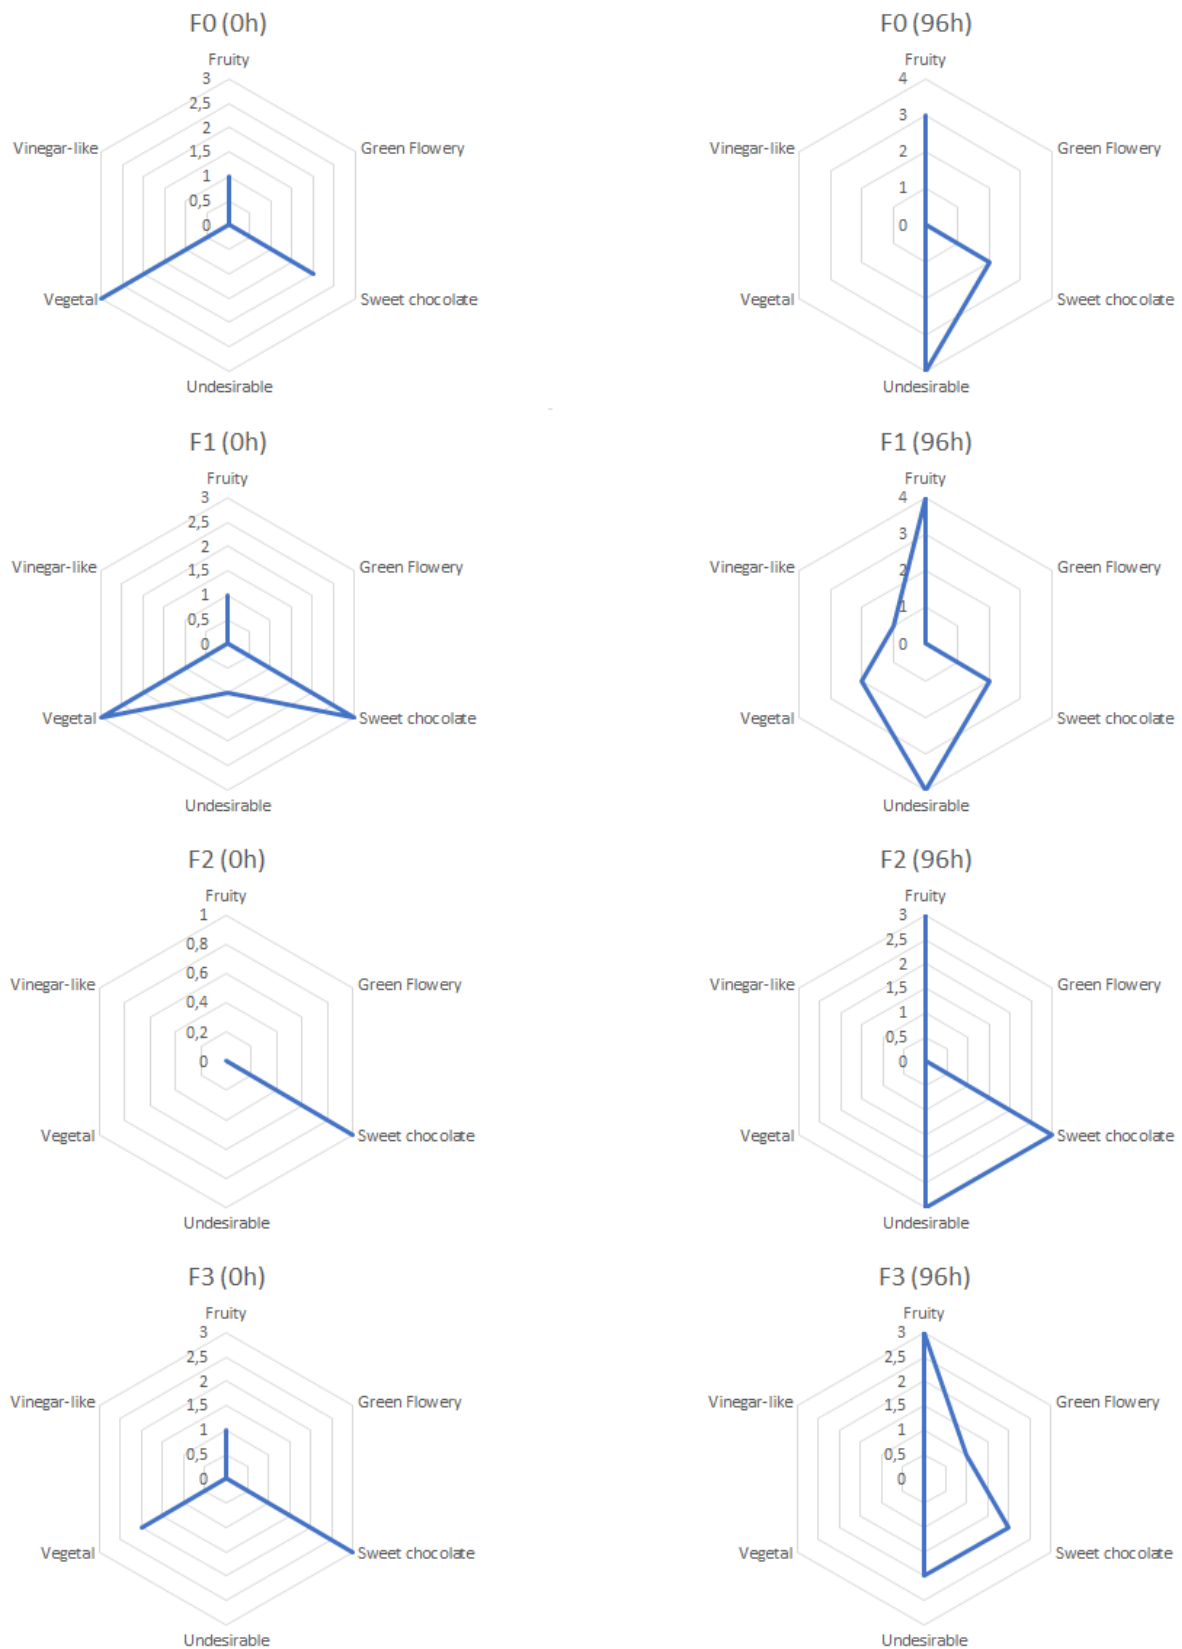 F0 (0h)
Fruity
3
2,5
2
1,5
1
0,5
0
Vinegar-like
Green Flowery
Vegetal
Sweet chocolate
Undesirable
F0 (96h)
Fruity
4
3
2
1
0
Vinegar-like
Green Flowery
Vegetal
Sweet chocolate
Undesirable
F1 (0h)
Fruity
3
2,5
2
1,5
1
0,5
0
Vinegar-like
Green Flowery
Vegetal
Sweet chocolate
Undesirable
F1 (96h)
Fruity
4
3
2
1
0
Vinegar-like
Green Flowery
Vegetal
Sweet chocolate
Undesirable
F2 (0h)
Fruity
1
0,8
0,6
0,4
0,2
0
Vinegar-like
Green Flowery
Vegetal
Sweet chocolate
Undesirable
F2 (96h)
Fruity
3
2,5
2
1,5
1
0,5
0
Vinegar-like
Green Flowery
Vegetal
Sweet chocolate
Undesirable
F3 (0h)
Fruity
3
2,5
2
1,5
1
0,5
0
Vinegar-like
Green Flowery
Vegetal
Sweet chocolate
Undesirable
F3 (96h)
Fruity
3
2,5
2
1,5
1
0,5
0
Vinegar-like
Green Flowery
Vegetal
Sweet chocolate
Undesirable